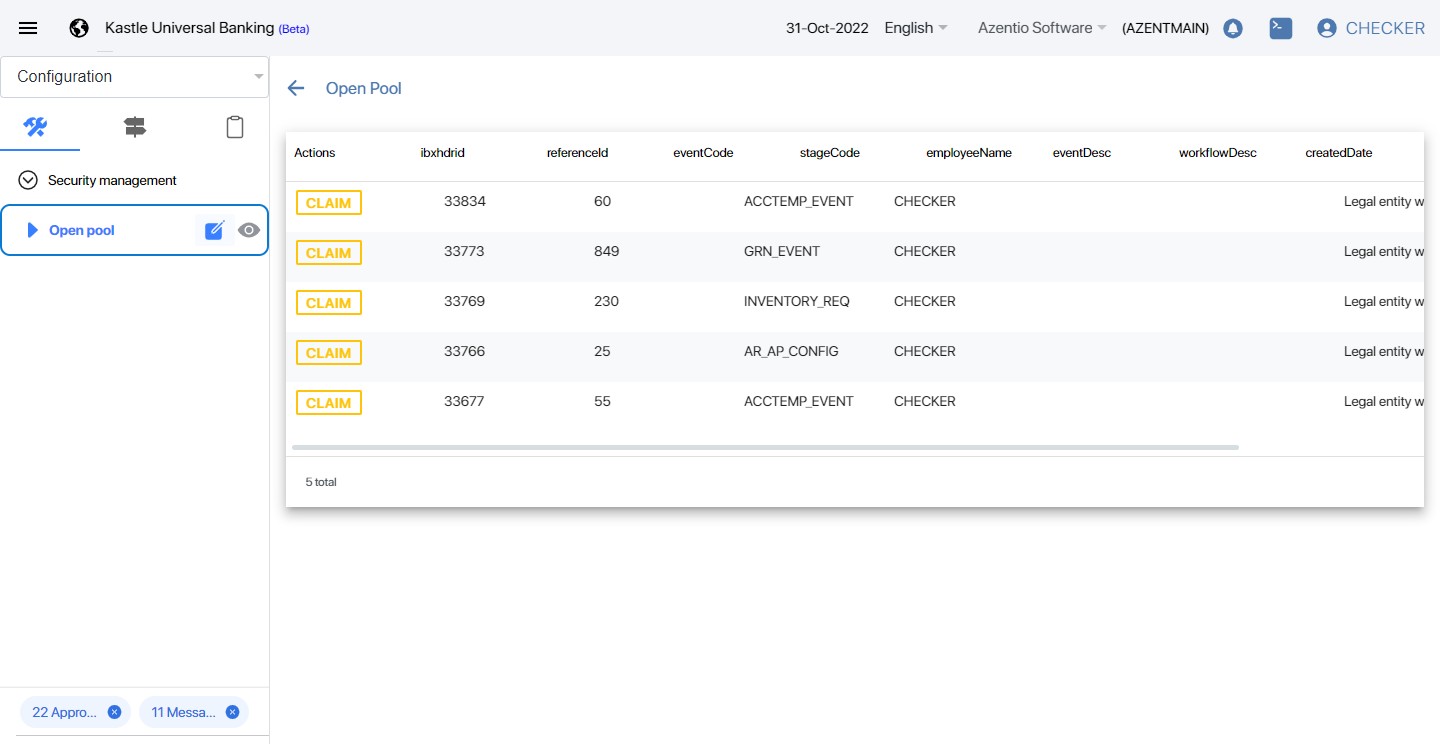 Kastle Universal Banking (Beta)
31-Oct-2022 English Azentio Software (AZENTMAIN) CHECKER
Configuration
Open Pool
Security management
Open pool
Actions ibxhdrid referenceId eventCode stageCode employeeName eventDesc workflowDesc createdDate
CLAIM 33834 60 ACCTEMP_EVENT CHECKER Legal entity w
CLAIM 33773 849 GRN_EVENT CHECKER Legal entity w
CLAIM 33769 230 INVENTORY_REQ CHECKER Legal entity w
CLAIM 33766 25 AR_AP_CONFIG CHECKER Legal entity w
CLAIM 33677 55 ACCTEMP_EVENT CHECKER Legal entity w
5 total
22 Appro... 11 Messa...